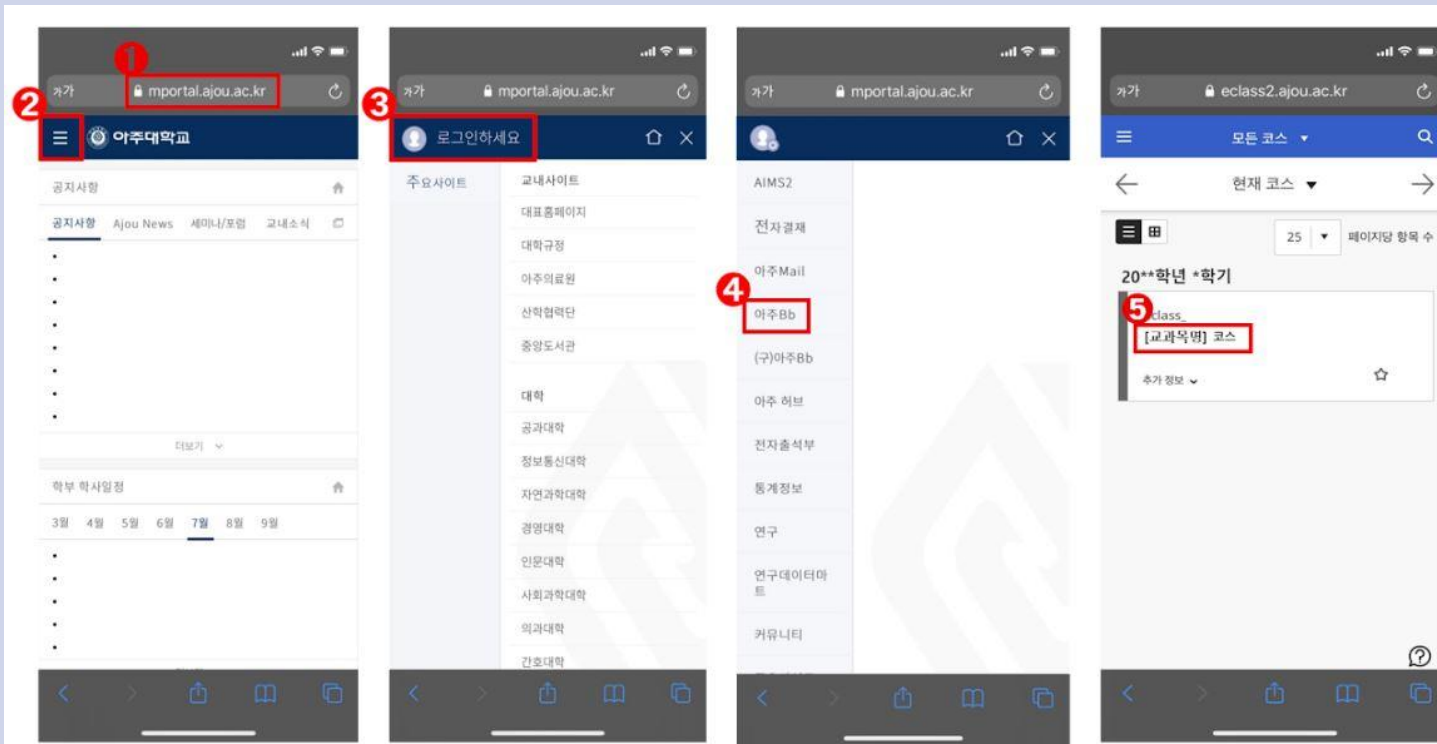 1
가가 mportal.ajou.ac.kr
2
아주대학교
공지사항
공지사항 Ajou News 세미나/포럼 교내소식
더보기
학부 학사일정
3월 4월 5월 6월 7월 8월 9월
가가 mportal.ajou.ac.kr
3
로그인하세요
주요사이트
교내사이트
대표홈페이지
대학규정
아주의료원
산학협력단
중앙도서관
대학
공과대학
정보통신대학
자연과학대학
경영대학
인문대학
사회과학대학
의과대학
간호대학
가가 mportal.ajou.ac.kr
AIMS2
전자결재
아주Mail
4
아주Bb
(구)아주Bb
아주 허브
전자출석부
통계정보
연구
연구데이터마
트
커뮤니티
가가 eclass2.ajou.ac.kr
모든 코스
현재 코스
25 페이지당 항목 수
20**학년 *학기
5
class_
[교과목명] 코스
추가 정보